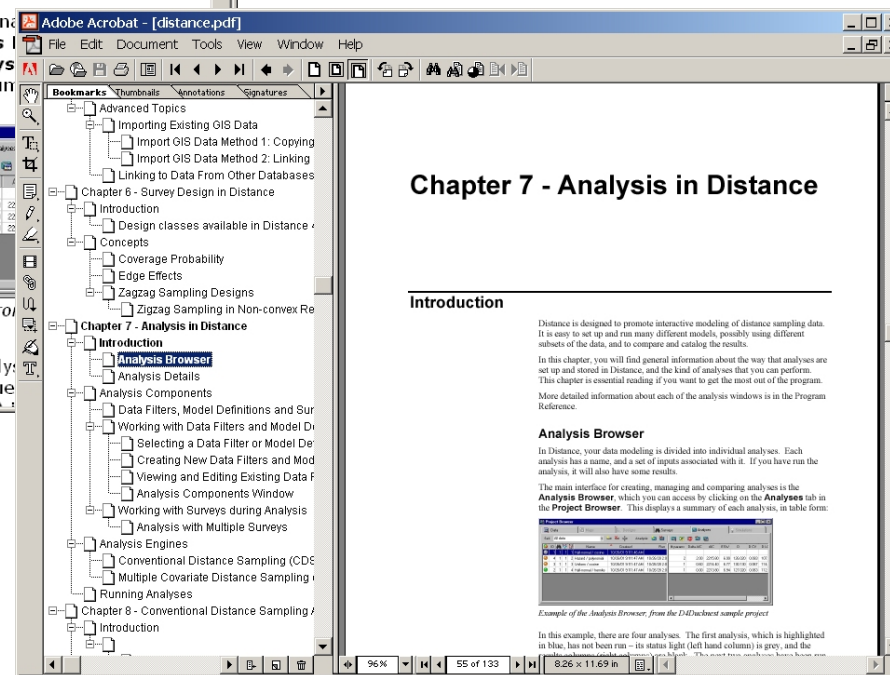 Adobe Acrobat - [distance.pdf]
File Edit Document Tools View Window Help
Bookmarks Thumbnails Annotations Signatures
Advanced Topics
Importing Existing GIS Data
Import GIS Data Method 1: Copying
Import GIS Data Method 2: Linking
Linking to Data From Other Databases
Chapter 6 - Survey Design in Distance
Introduction
Design classes available in Distance
Concepts
Coverage Probability
Edge Effects
Zagzag Sampling Designs
Zigzag Sampling in Non-convex Re
Chapter 7 - Analysis in Distance
Introduction
Analysis Browser
Analysis Details
Analysis Components
Data Filters, Model Definitions and Sur
Working with Data Filters and Model De
Selecting a Data Filter or Model De
Creating New Data Filters and Mod
Viewing and Editing Existing Data F
Analysis Components Window
Working with Surveys during Analysis
Analysis with Multiple Surveys
Analysis Engines
Conventional Distance Sampling (CDS
Multiple Covariate Distance Sampling
Running Analyses
Chapter 8 - Conventional Distance Sampling A
Introduction
Chapter 7 - Analysis in Distance
Introduction
Distance is designed to promote interactive modeling of distance sampling data.
It is easy to set up and run many different models, possibly using different
subsets of the data, and to compare and catalog the results.
In this chapter, you will find general information about the way that analyses are
set up and stored in Distance, and the kind of analyses that you can perform.
This chapter is essential reading if you want to get the most out of the program.
More detailed information about each of the analysis windows is in the Program
Reference.
Analysis Browser
In Distance, your data modeling is divided into individual analyses. Each
analysis has a name, and a set of inputs associated with it. If you have run the
analysis, it will also have some results.
The main interface for creating, managing and comparing analyses is the
Analysis Browser, which you can access by clicking on the Analyses tab in
the Project Browser. This displays a summary of each analysis, in table form:
Project Browser
Example of the Analysis Browser, from the D4Ducknest sample project
In this example, there are four analyses. The first analysis, which is highlighted
in blue, has not been run – its status light (left hand column) is grey, and the
results columns (right columns) are blank. The next two analyses have been run
96% 55 of 133 8.26 x 11.69 in